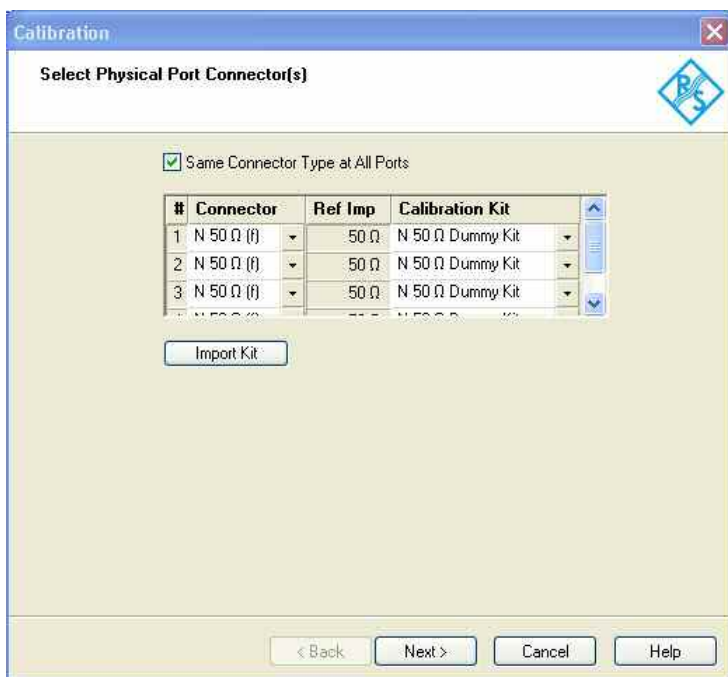 Calibration
Select Physical Port Connector(s)
R S
Same Connector Type at All Ports
# Connector Ref Imp Calibration Kit
1 N 50 Ω (f) 50 Ω N 50 Ω Dummy Kit
2 N 50 Ω (f) 50 Ω N 50 Ω Dummy Kit
3 N 50 Ω (f) 50 Ω N 50 Ω Dummy Kit
Import Kit
< Back Next > Cancel Help